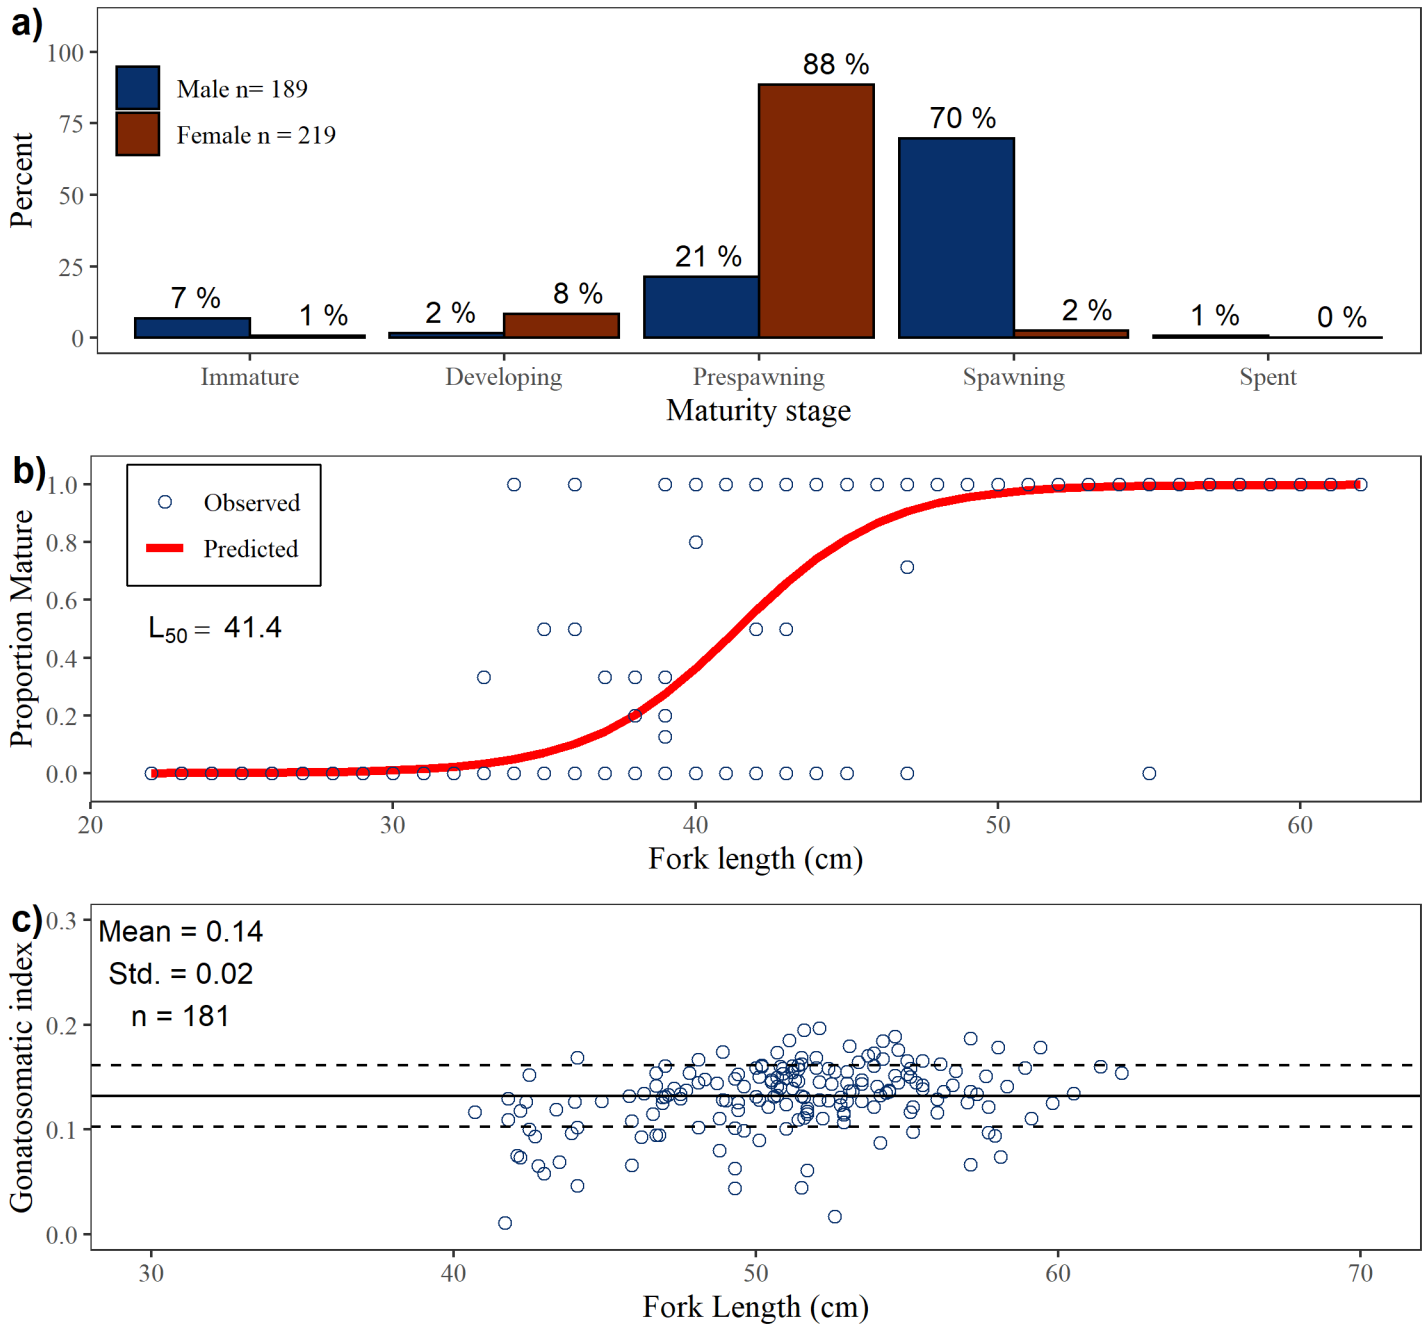 a)
100
75
50
25
0
Percent
Male n= 189
Female n = 219
7 %
1 %
2 %
8 %
21 %
88 %
70 %
2 %
1 %
0 %
Immature
Developing
Prespawning
Spawning
Spent
Maturity stage
b)
1.0
0.8
0.6
0.4
0.2
0.0
Proportion Mature
Observed
Predicted
L50 = 41.4
20
30
40
50
60
Fork length (cm)
c)
0.3
0.2
0.1
0.0
Gonatosomatic index
Mean = 0.14
Std. = 0.02
n = 181
30
40
50
60
70
Fork Length (cm)